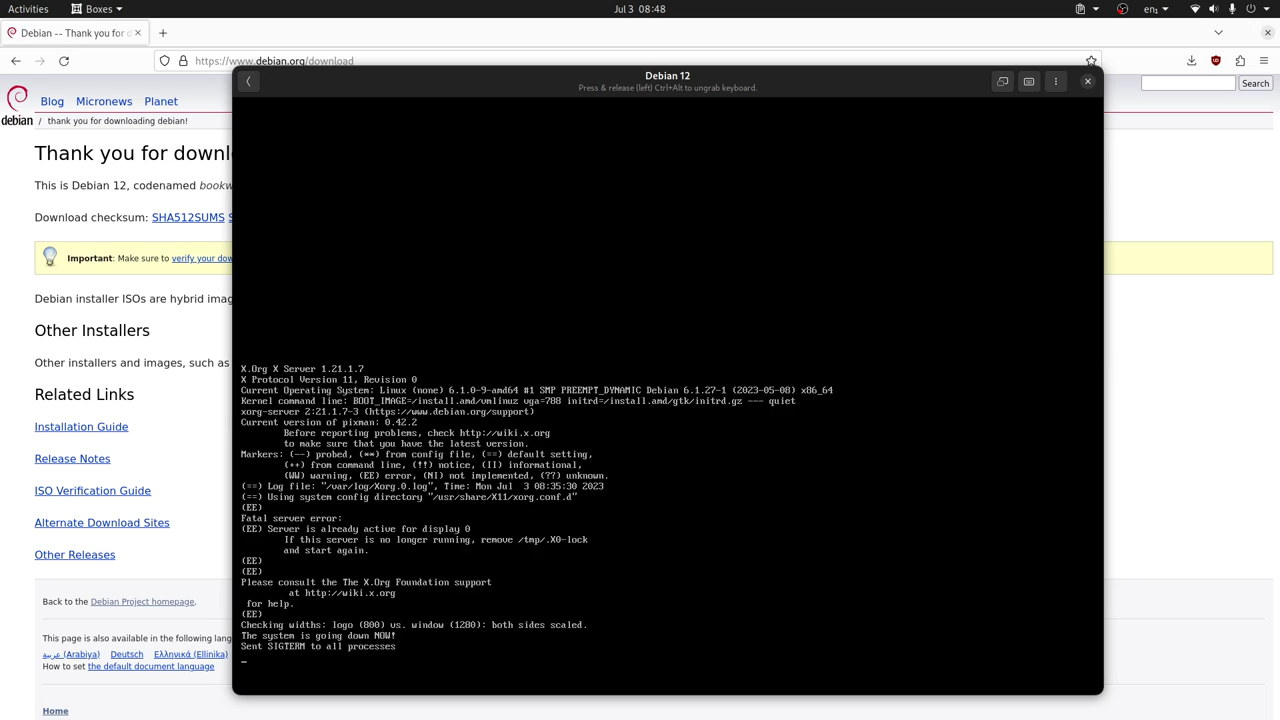 Activities
Boxes
Jul 3 08:48
en₁
Debian -- Thank you for d
https://www.debian.org/download
Debian 12
Press & release (left) Ctrl+Alt to ungrab keyboard.
Search
debian
Blog
Micronews
Planet
/ thank you for downloading debian!
Thank you for downl
This is Debian 12, codenamed bookw
Download checksum: SHA512SUMS S
Important: Make sure to verify your dow
Debian installer ISOs are hybrid imag
Other Installers
Other installers and images, such as
Related Links
Installation Guide
Release Notes
ISO Verification Guide
Alternate Download Sites
Other Releases
Back to the Debian Project homepage.
This page is also available in the following lang
عربية (Arabiya) Deutsch Ελληνικά (Ellinika)
How to set the default document language
Home
X.Org X Server 1.21.1.7
X Protocol Version 11, Revision 0
Current Operating System: Linux (none) 6.1.0-9-amd64 #1 SMP PREEMPT_DYNAMIC Debian 6.1.27-1 (2023-05-08) x86_64
Kernel command line: BOOT_IMAGE=/install.amd/vmlinuz vga=788 initrd=/install.amd/gtk/initrd.gz --- quiet
xorg-server 2:21.1.7-3 (https://www.debian.org/support)
Current version of pixman: 0.42.2
Before reporting problems, check http://wiki.x.org
to make sure that you have the latest version.
Markers: (--) probed, (**) from config file, (==) default setting,
(++) from command line, (!!) notice, (II) informational,
(WW) warning, (EE) error, (NI) not implemented, (??) unknown.
(==) Log file: "/var/log/Xorg.0.log", Time: Mon Jul  3 08:35:30 2023
(==) Using system config directory "/usr/share/X11/xorg.conf.d"
(EE)
Fatal server error:
(EE) Server is already active for display 0
If this server is no longer running, remove /tmp/.X0-lock
and start again.
(EE)
(EE)
Please consult the The X.Org Foundation support
at http://wiki.x.org
for help.
(EE)
Checking widths: logo (800) vs. window (1280): both sides scaled.
The system is going down NOW!
Sent SIGTERM to all processes